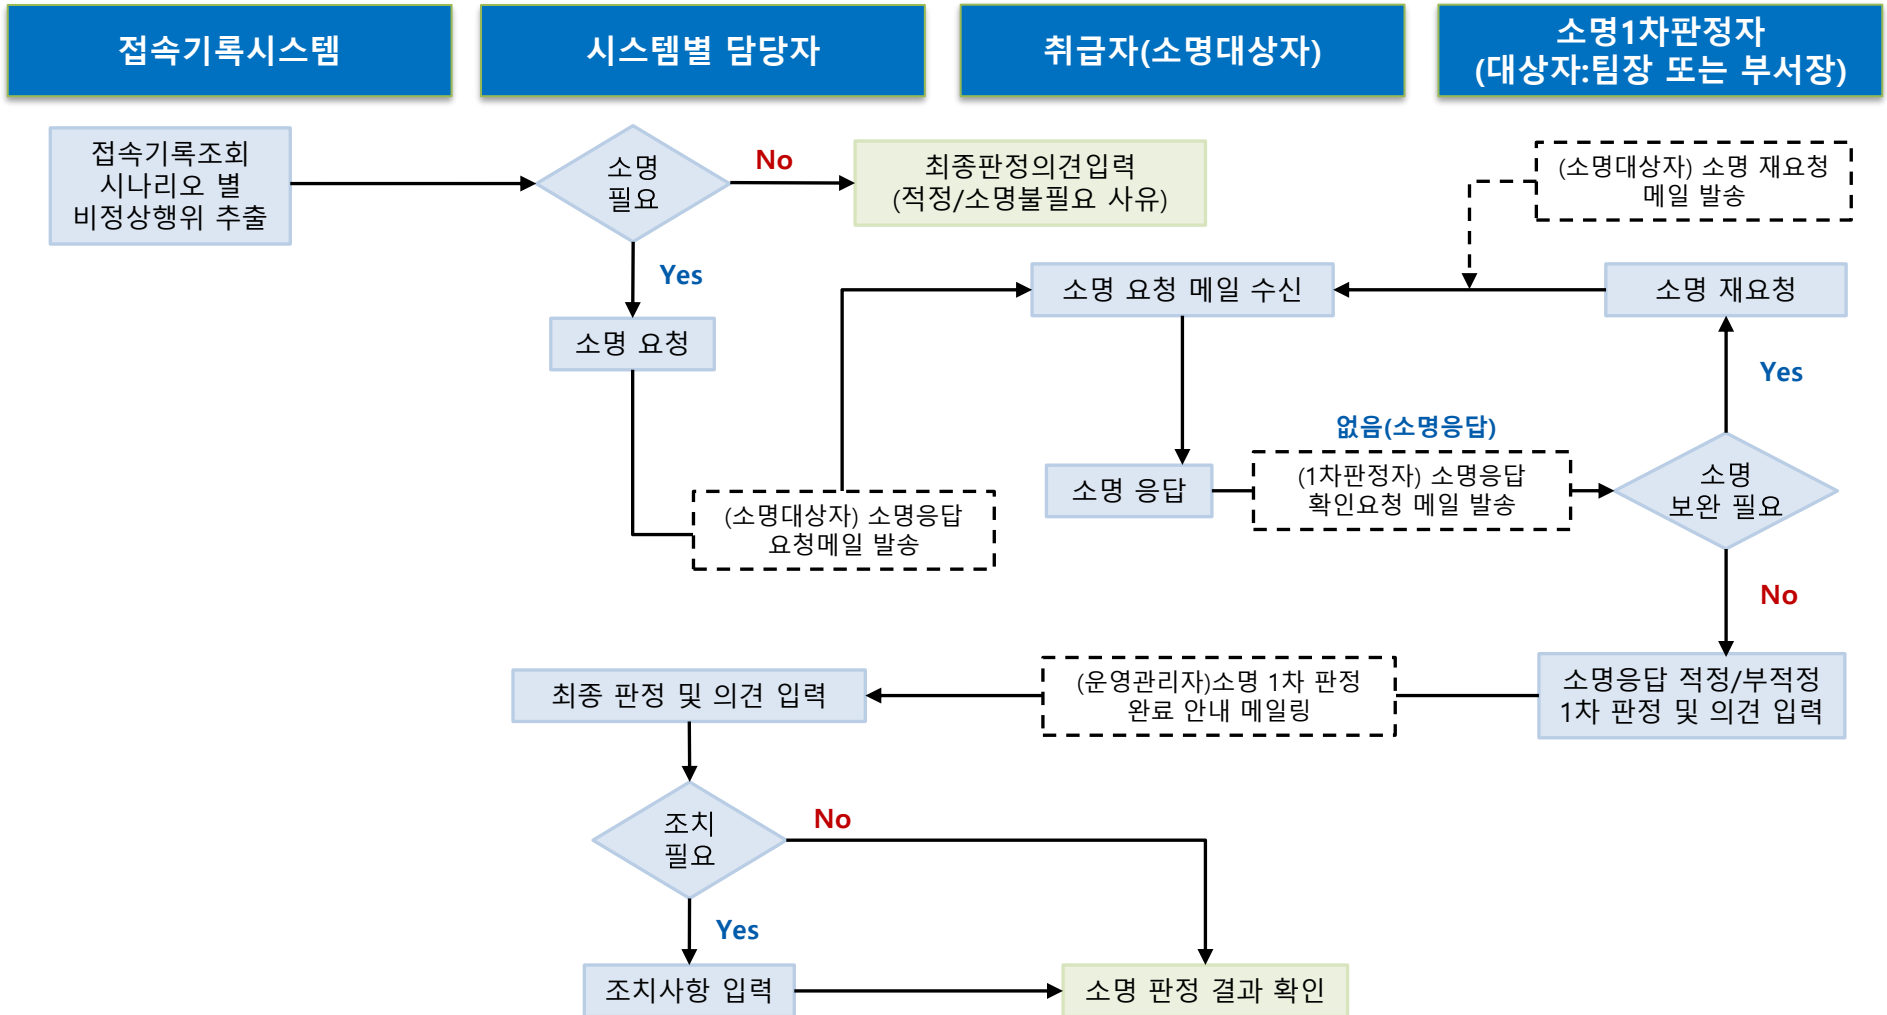 접속기록시스템
시스템별 담당자
취급자(소명대상자)
소명1차판정자
(대상자:팀장 또는 부서장)
접속기록조회
시나리오 별
비정상행위 추출
소명
필요
No
최종판정의견입력
(적정/소명불필요 사유)
(소명대상자) 소명 재요청
메일 발송
Yes
소명 요청
소명 요청 메일 수신
소명 재요청
Yes
(소명대상자) 소명응답
요청메일 발송
소명 응답
없음(소명응답)
(1차판정자) 소명응답
확인요청 메일 발송
소명
보완 필요
No
최종 판정 및 의견 입력
(운영관리자)소명 1차 판정
완료 안내 메일링
소명응답 적정/부적정
1차 판정 및 의견 입력
조치
필요
No
Yes
조치사항 입력
소명 판정 결과 확인